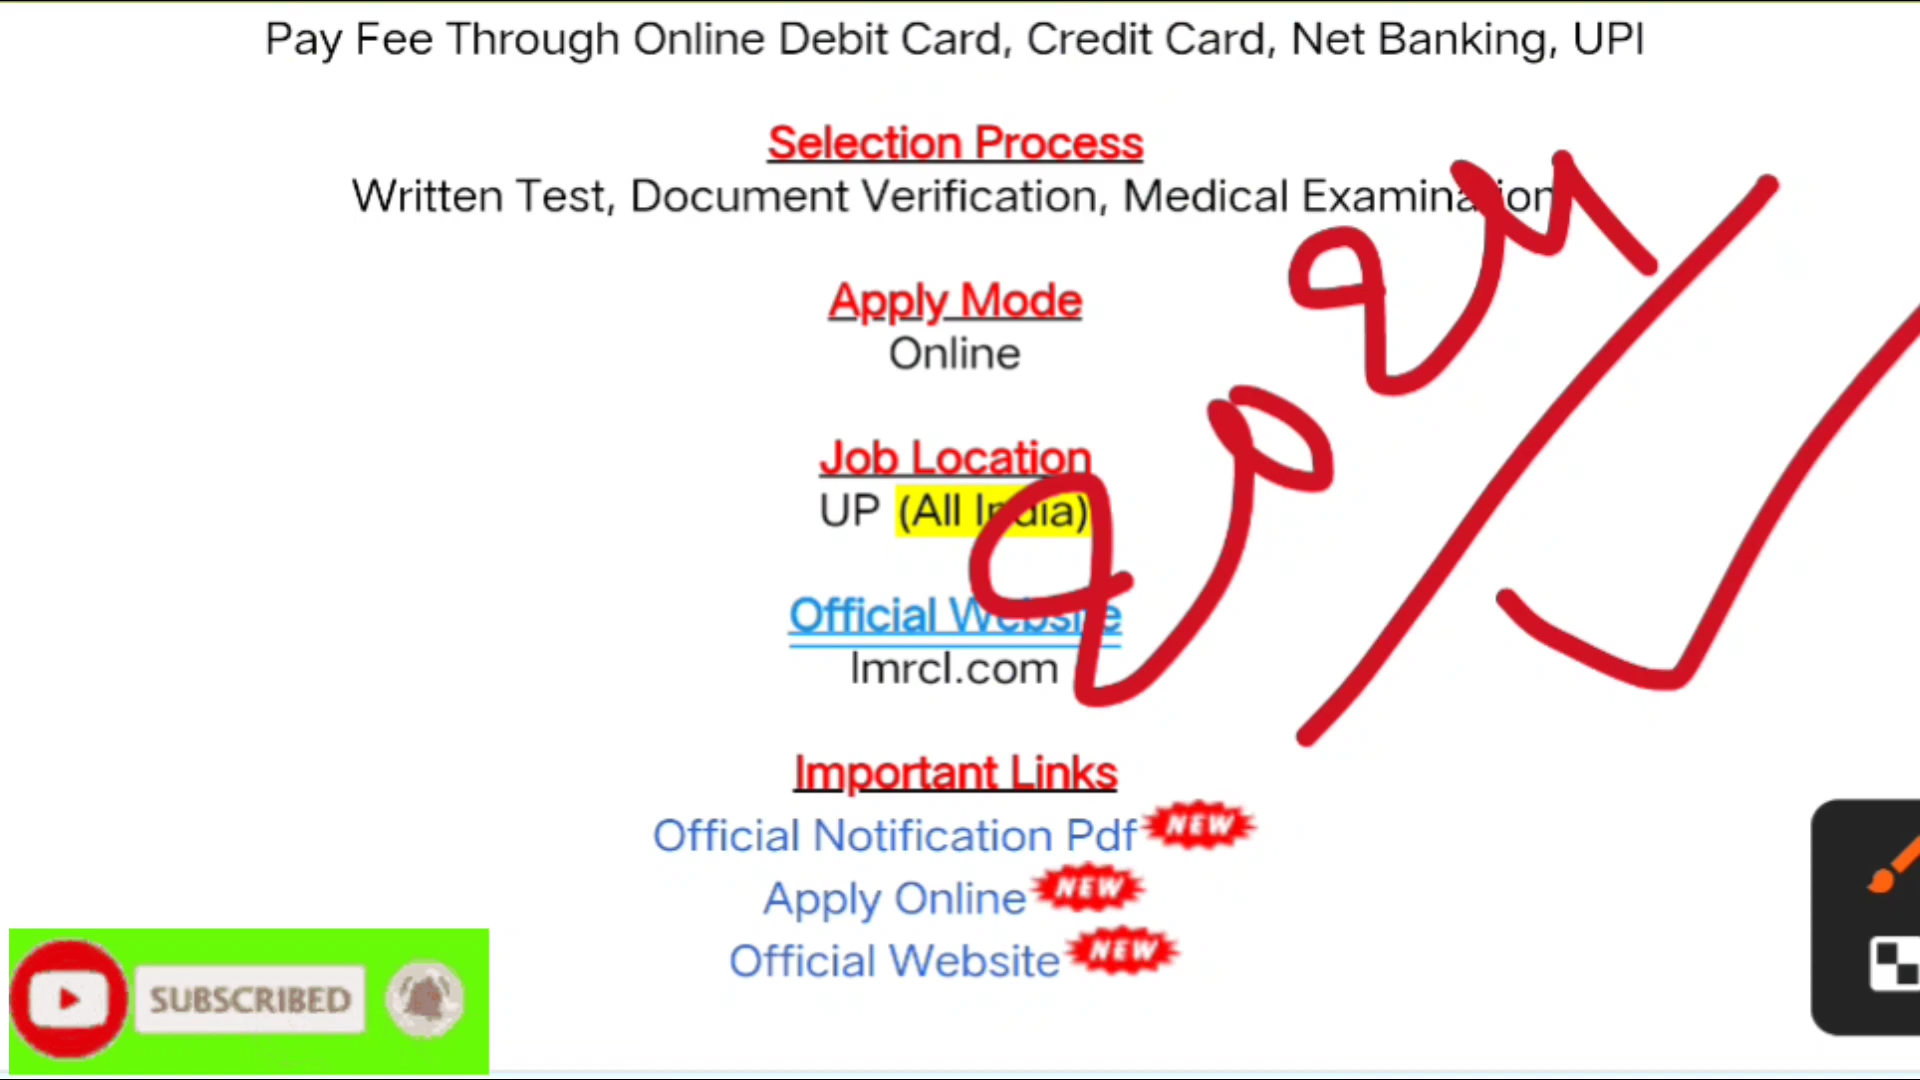 Pay Fee Through Online Debit Card, Credit Card, Net Banking, UPI
Selection Process
Written Test, Document Verification, Medical Examination
Apply Mode
Online
Job Location
UP (All India)
Official Website
lmrcl.com
Important Links
Official Notification Pdf NEW
Apply Online NEW
Official Website NEW
SUBSCRIBED